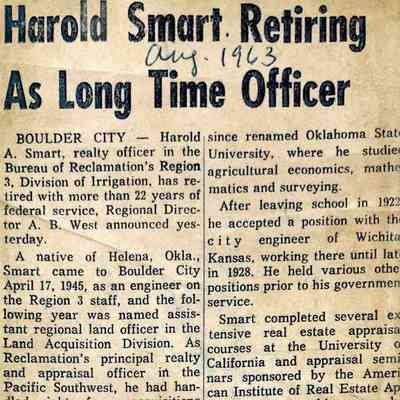 Harold Smart Retiring
Aug. 1963
As Long Time Officer
BOULDER CITY — Harold
A. Smart, realty officer in the
Bureau of Reclamation's Region
3, Division of Irrigation, has re-
tired with more than 22 years of
federal service, Regional Direc-
tor A. B. West announced yes-
terday.
A native of Helena, Okla.,
Smart came to Boulder City
April 17, 1945, as an engineer on
the Region 3 staff, and the fol-
lowing year was named assis-
tant regional land officer in the
Land Acquisition Division. As
Reclamation's principal realty
and appraisal officer in the
Pacific Southwest, he had han-
since renamed Oklahoma State
University, where he studied
agricultural economics, mathe-
matics and surveying.
After leaving school in 1922
he accepted a position with the
city engineer of Wichita
Kansas, working there until late
in 1928. He held various other
positions prior to his governmen
service.
Smart completed several ex
tensive real estate appraisa
courses at the University o
California and appraisal semi
nars sponsored by the Ameri
can Institute of Real Estate Ap